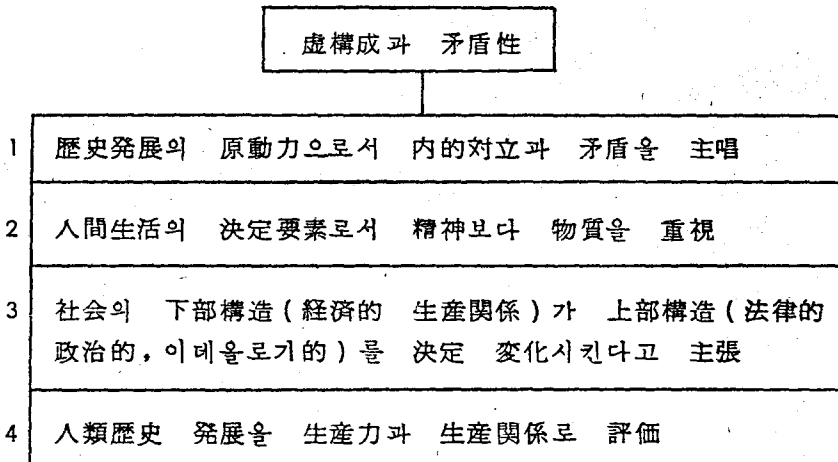 虛構成과 矛盾性
1 歴史発展의 原動力으로서 内的対立과 矛盾을 主唱
2 人間生活의 決定要素로서 精神보다 物質을 重視
3 社会의 下部構造(経済的 生産関係)가 上部構造(法律的
政治的, 이데올로기的)를 決定 変化시킨다고 主張
4 人類歴史 発展을 生産力과 生産関係로 評価